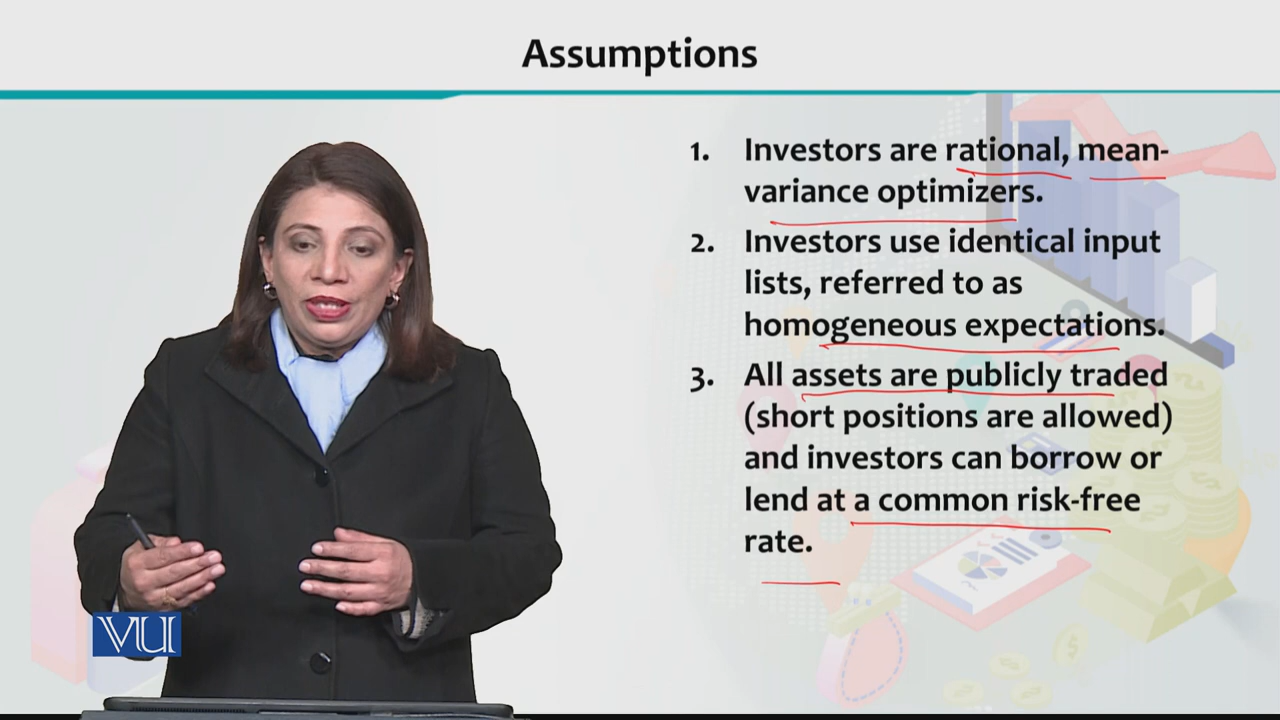 Assumptions
1. Investors are rational, mean-
variance optimizers.
2. Investors use identical input
lists, referred to as
homogeneous expectations.
3. All assets are publicly traded
(short positions are allowed)
and investors can borrow or
lend at a common risk-free
rate.
VU